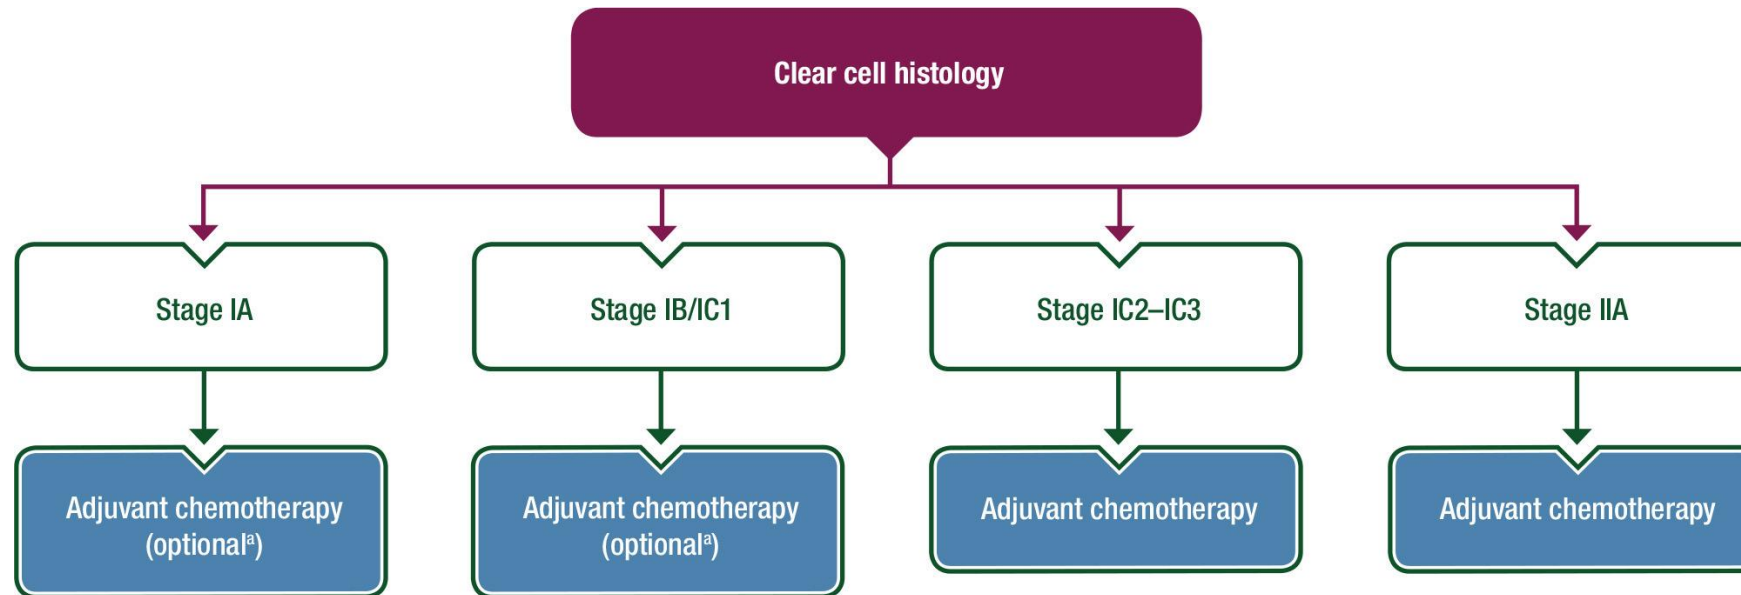 Clear cell histology
Stage IA
Stage IB/IC1
Stage IC2–IC3
Stage IIA
Adjuvant chemotherapy
(optionalᵃ)
Adjuvant chemotherapy
(optionalᵃ)
Adjuvant chemotherapy
Adjuvant chemotherapy